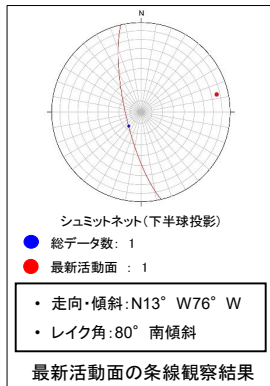 N
シュミットネット(下半球投影)
総データ数: 1
最新活動面 : 1
• 走向・傾斜:N13°W76°W
• レイク角:80°南傾斜
最新活動面の条線観察結果